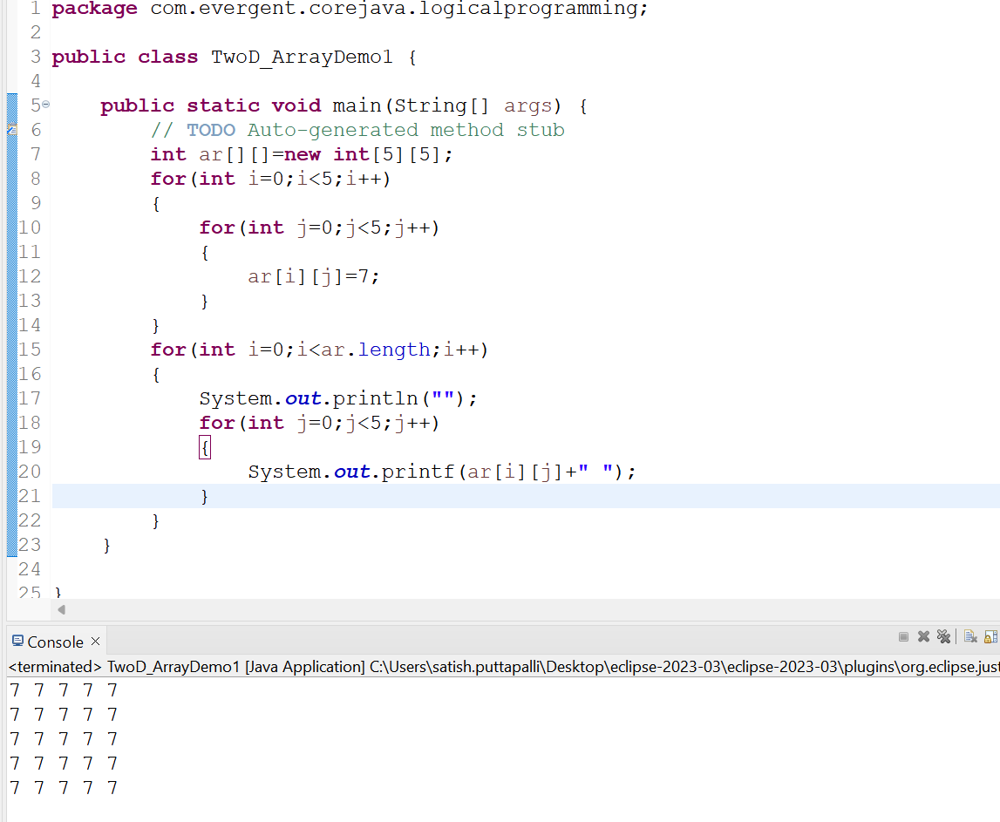 1 package com.evergent.corejava.logicalprogramming;
2
3 public class TwoD_ArrayDemo1 {
4
5 public static void main(String[] args) {
6 // TODO Auto-generated method stub
7 int ar[][]=new int[5][5];
8 for(int i=0;i<5;i++)
9 {
10 for(int j=0;j<5;j++)
11 {
12 ar[i][j]=7;
13 }
14 }
15 for(int i=0;i<ar.length;i++)
16 {
17 System.out.println("");
18 for(int j=0;j<5;j++)
19 {
20 System.out.printf(ar[i][j]+" ");
21 }
22 }
23 }
24
25 }
Console
<terminated> TwoD_ArrayDemo1 [Java Application] C:\Users\satish.puttapalli\Desktop\eclipse-2023-03\eclipse-2023-03\plugins\org.eclipse.just
7 7 7 7 7
7 7 7 7 7
7 7 7 7 7
7 7 7 7 7
7 7 7 7 7